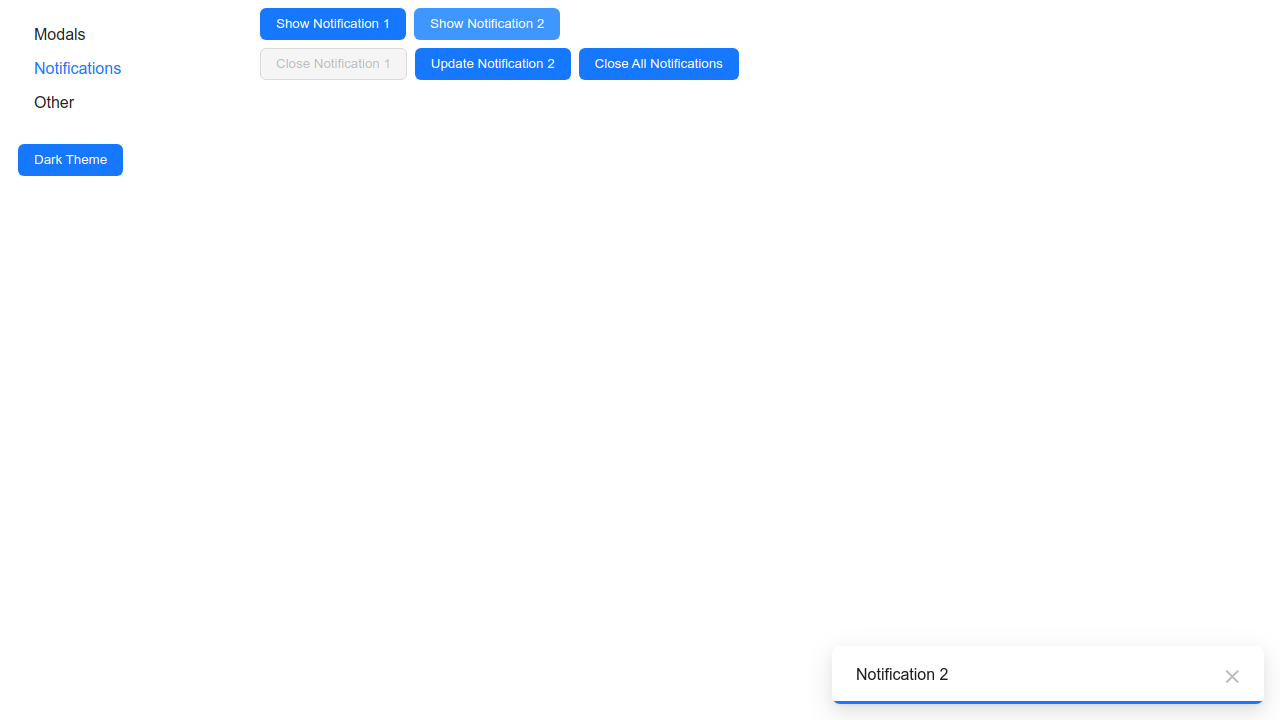 Modals
Notifications
Other
Dark Theme
Show Notification 1
Show Notification 2
Close Notification 1
Update Notification 2
Close All Notifications
Notification 2